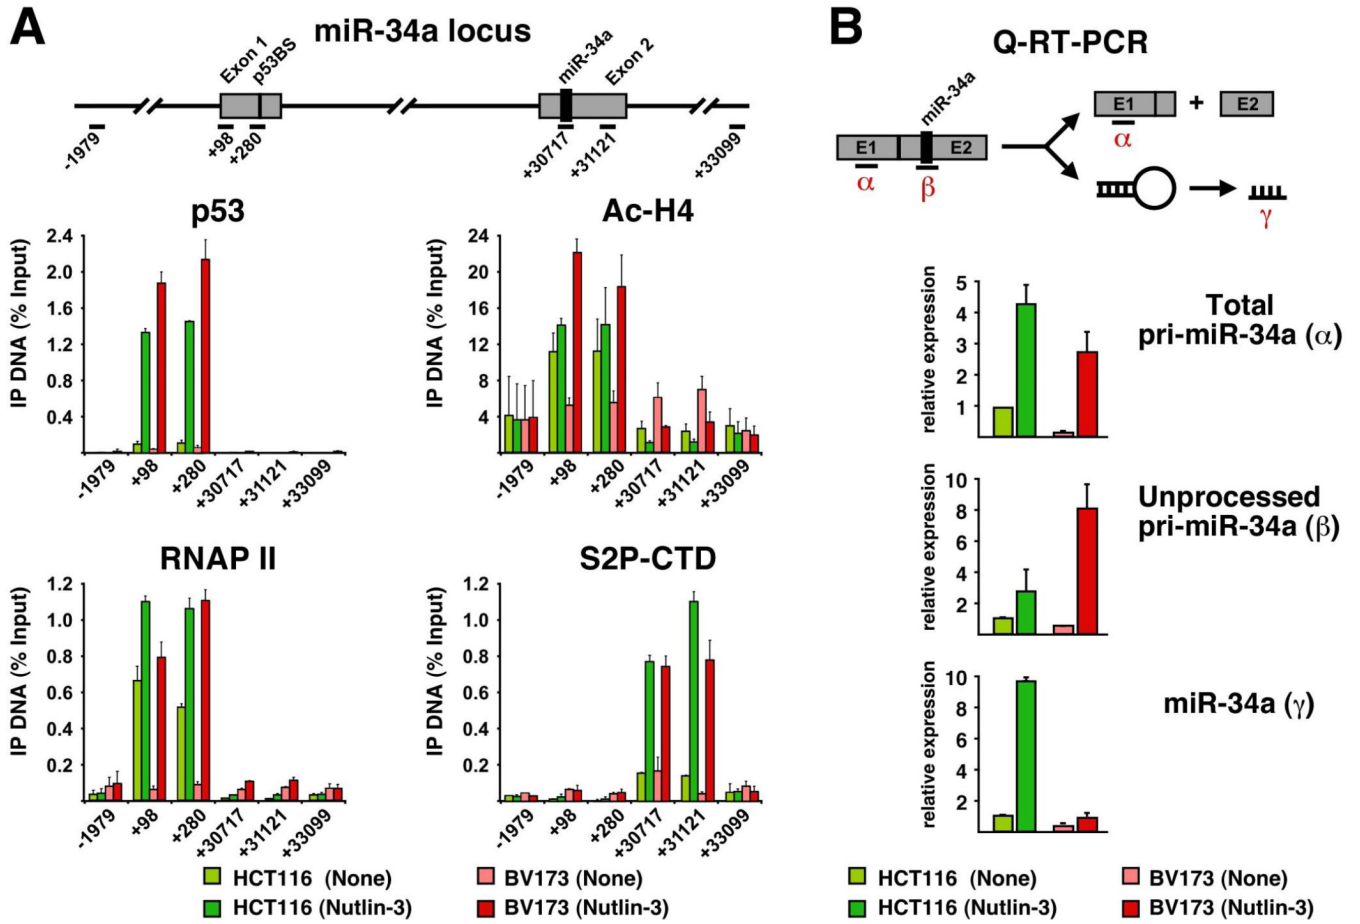 A
miR-34a locus
Exon 1
p53BS
miR-34a
Exon 2
-1979
+98
+280
+30717
+31121
+33099
p53
IP DNA (% Input)
2.4
2.0
1.6
1.2
0.8
0.4
-1979
+98
+280
+30717
+31121
+33099
Ac-H4
IP DNA (% Input)
24
20
16
12
8
4
-1979
+98
+280
+30717
+31121
+33099
RNAP II
IP DNA (% Input)
1.2
1.0
0.8
0.6
0.4
0.2
-1979
+98
+280
+30717
+31121
+33099
S2P-CTD
IP DNA (% Input)
1.2
1.0
0.8
0.6
0.4
0.2
-1979
+98
+280
+30717
+31121
+33099
HCT116 (None)
BV173 (None)
HCT116 (Nutlin-3)
BV173 (Nutlin-3)
B
Q-RT-PCR
miR-34a
E1
E2
α
β
E1
+
E2
α
γ
relative expression
5
4
3
2
1
Total
pri-miR-34a (α)
relative expression
10
8
6
4
2
Unprocessed
pri-miR-34a (β)
relative expression
10
8
6
4
2
miR-34a (γ)
HCT116 (None)
BV173 (None)
HCT116 (Nutlin-3)
BV173 (Nutlin-3)